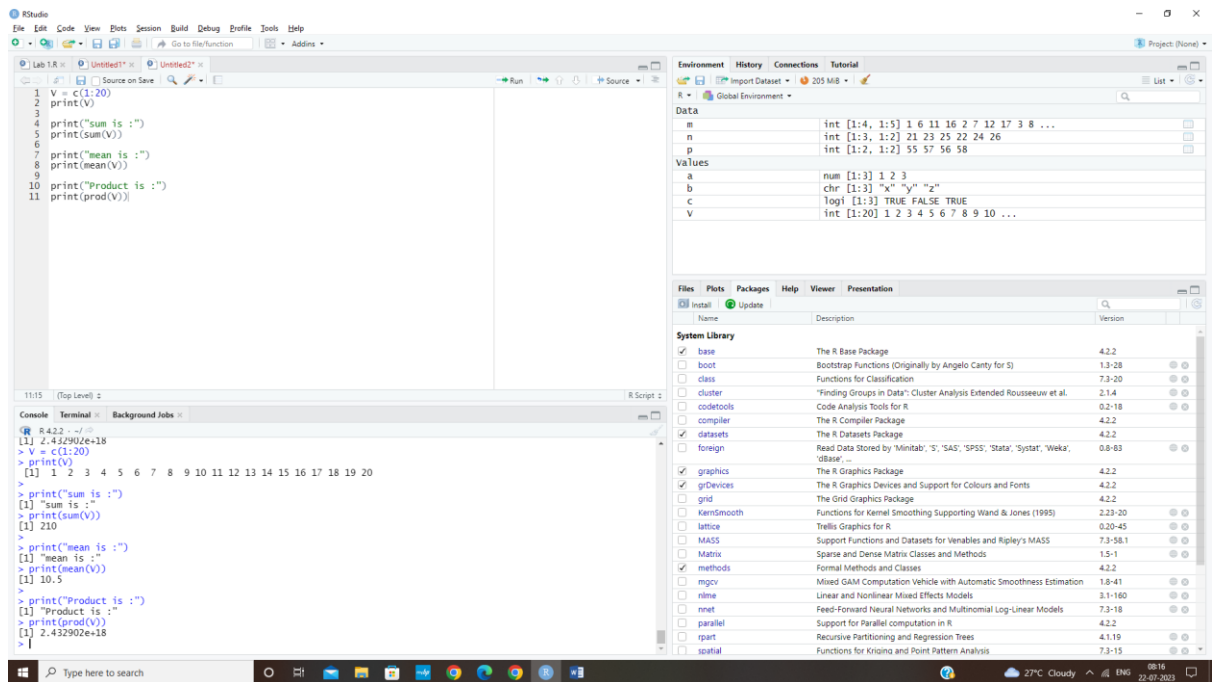 RStudio
File Edit Code View Plots Session Build Debug Profile Tools Help
Go to file/function Addins Project: (None)
Lab 1.R Untitled1* Untitled2*
Source on Save Run Source
1 V = c(1:20)
2 print(V)
3
4 print("sum is :")
5 print(sum(V))
6
7 print("mean is :")
8 print(mean(V))
9
10 print("Product is :")
11 print(prod(V))
11:15 (Top Level) R Script
Console Terminal Background Jobs
R 4.2.2 · ~/
[1] 2.432902e+18
> V = c(1:20)
> print(V)
[1] 1 2 3 4 5 6 7 8 9 10 11 12 13 14 15 16 17 18 19 20
>
> print("sum is :")
[1] "sum is :"
> print(sum(V))
[1] 210
>
> print("mean is :")
[1] "mean is :"
> print(mean(V))
[1] 10.5
>
> print("Product is :")
[1] "Product is :"
> print(prod(V))
[1] 2.432902e+18
>
Environment History Connections Tutorial
Import Dataset 205 MiB List
R Global Environment
Data
m int [1:4, 1:5] 1 6 11 16 2 7 12 17 3 8 ...
n int [1:3, 1:2] 21 23 25 22 24 26
p int [1:2, 1:2] 55 57 56 58
Values
a num [1:3] 1 2 3
b chr [1:3] "x" "y" "z"
c logi [1:3] TRUE FALSE TRUE
V int [1:20] 1 2 3 4 5 6 7 8 9 10 ...
Files Plots Packages Help Viewer Presentation
Install Update
Name Description Version
System Library
base The R Base Package 4.2.2
boot Bootstrap Functions (Originally by Angelo Canty for S) 1.3-28
class Functions for Classification 7.3-20
cluster "Finding Groups in Data": Cluster Analysis Extended Rousseeuw et al. 2.1.4
codetools Code Analysis Tools for R 0.2-18
compiler The R Compiler Package 4.2.2
datasets The R Datasets Package 4.2.2
foreign Read Data Stored by 'Minitab', 'S', 'SAS', 'SPSS', 'Stata', 'Systat', 'Weka', 0.8-83
'dBase', ...
graphics The R Graphics Package 4.2.2
grDevices The R Graphics Devices and Support for Colours and Fonts 4.2.2
grid The Grid Graphics Package 4.2.2
KernSmooth Functions for Kernel Smoothing Supporting Wand & Jones (1995) 2.23-20
lattice Trellis Graphics for R 0.20-45
MASS Support Functions and Datasets for Venables and Ripley's MASS 7.3-58.1
Matrix Sparse and Dense Matrix Classes and Methods 1.5-1
methods Formal Methods and Classes 4.2.2
mgcv Mixed GAM Computation Vehicle with Automatic Smoothness Estimation 1.8-41
nlme Linear and Nonlinear Mixed Effects Models 3.1-160
nnet Feed-Forward Neural Networks and Multinomial Log-Linear Models 7.3-18
parallel Support for Parallel computation in R 4.2.2
rpart Recursive Partitioning and Regression Trees 4.1.19
spatial Functions for Kriging and Point Pattern Analysis 7.3-15
Type here to search 27°C Cloudy ENG 08:16
22-07-2023